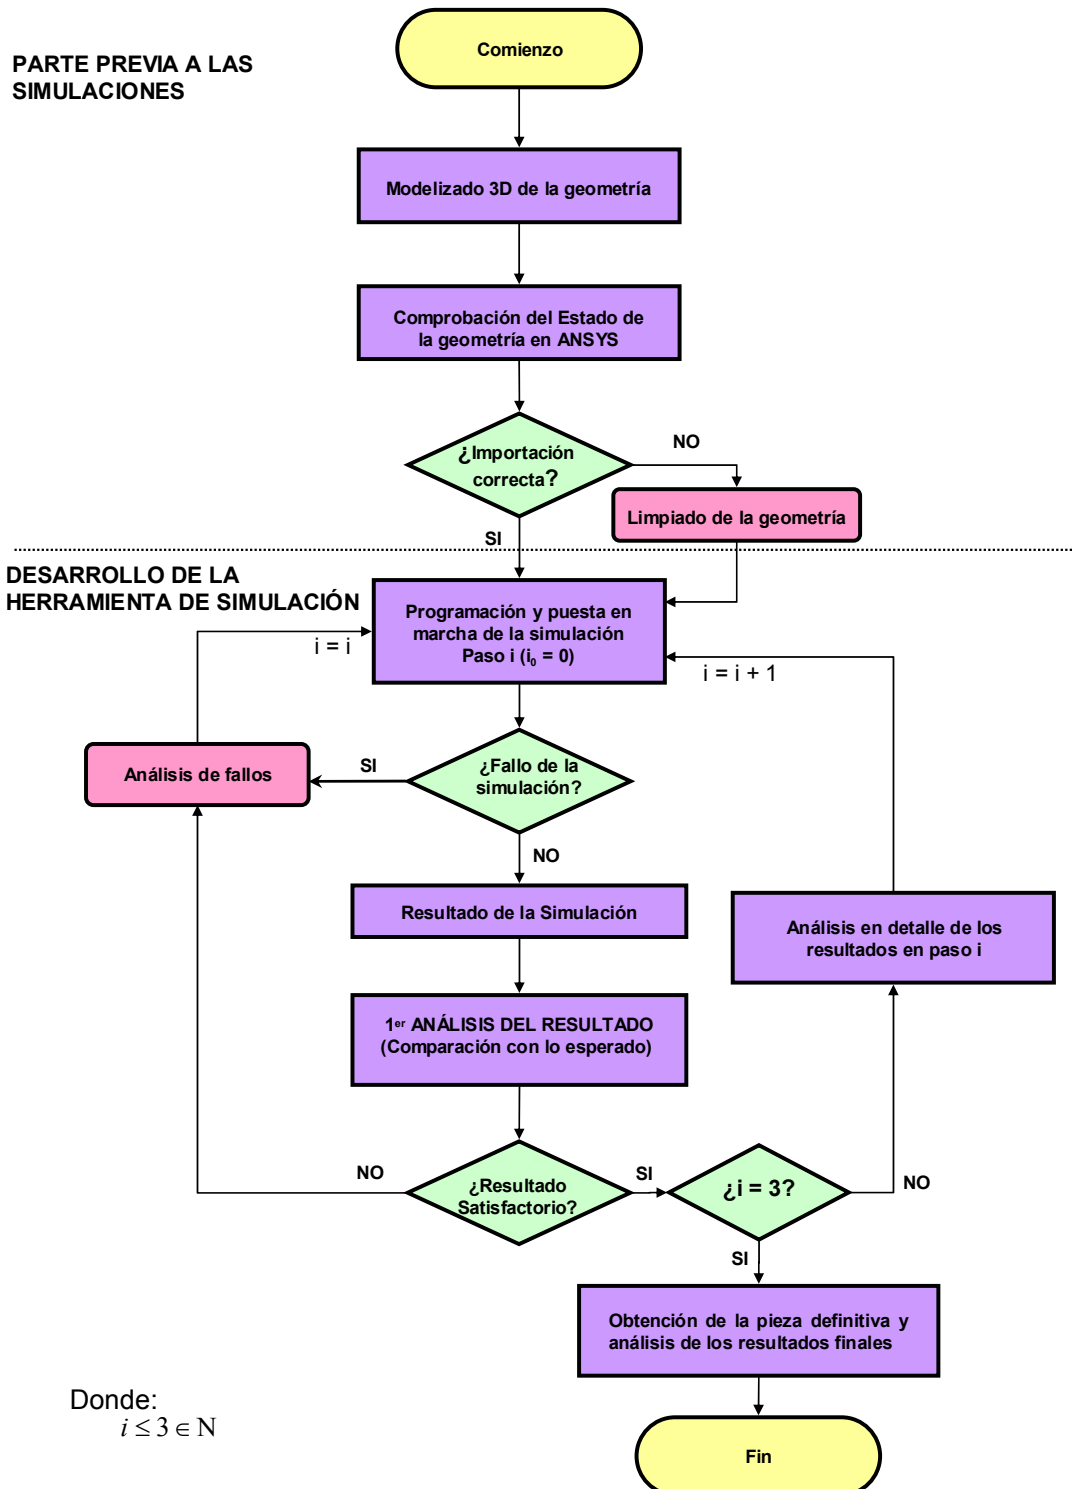 Comienzo
PARTE PREVIA A LAS
SIMULACIONES
Modelizado 3D de la geometría
Comprobación del Estado de
la geometría en ANSYS
¿Importación
correcta?
NO
Limpiado de la geometría
SI
DESARROLLO DE LA
HERRAMIENTA DE SIMULACIÓN
Programación y puesta en
marcha de la simulación
Paso i (i₀ = 0)
i = i
i = i + 1
Análisis de fallos
SI
¿Fallo de la
simulación?
NO
Resultado de la Simulación
Análisis en detalle de los
resultados en paso i
1er ANÁLISIS DEL RESULTADO
(Comparación con lo esperado)
NO
¿Resultado
Satisfactorio?
SI
¿i = 3?
NO
SI
Obtención de la pieza definitiva y
análisis de los resultados finales
Donde:
i ≤ 3 ∈ N
Fin